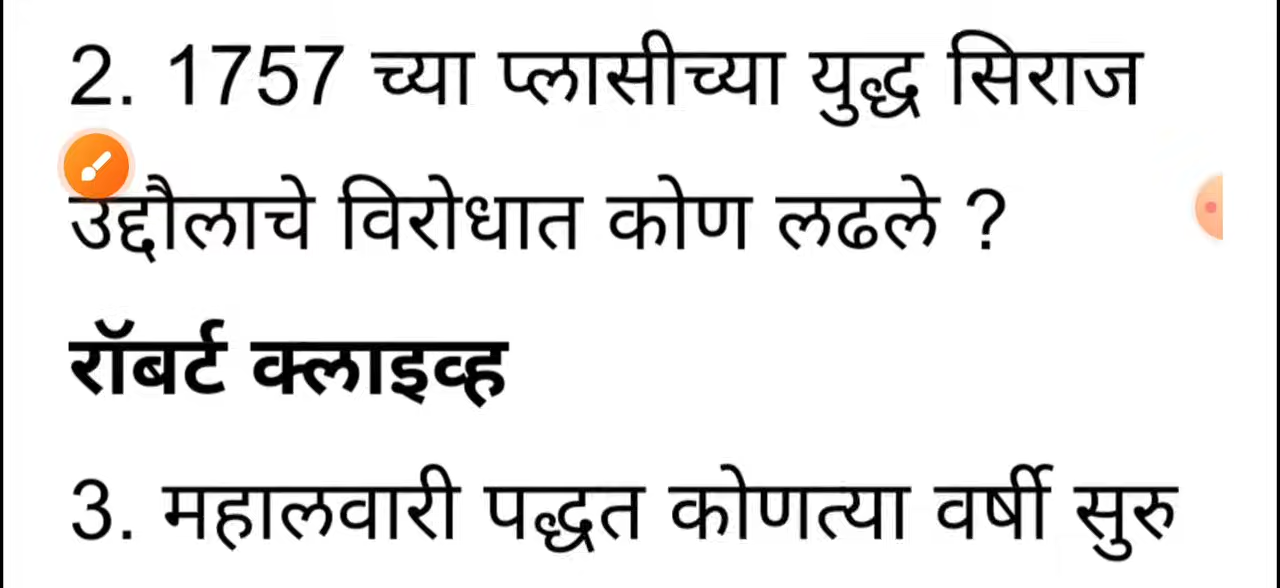 2. 1757 च्या प्लासीच्या युद्ध सिराज
उद्दौलाचे विरोधात कोण लढले ?
रॉबर्ट क्लाइव्ह
3. महालवारी पद्धत कोणत्या वर्षी सुरु